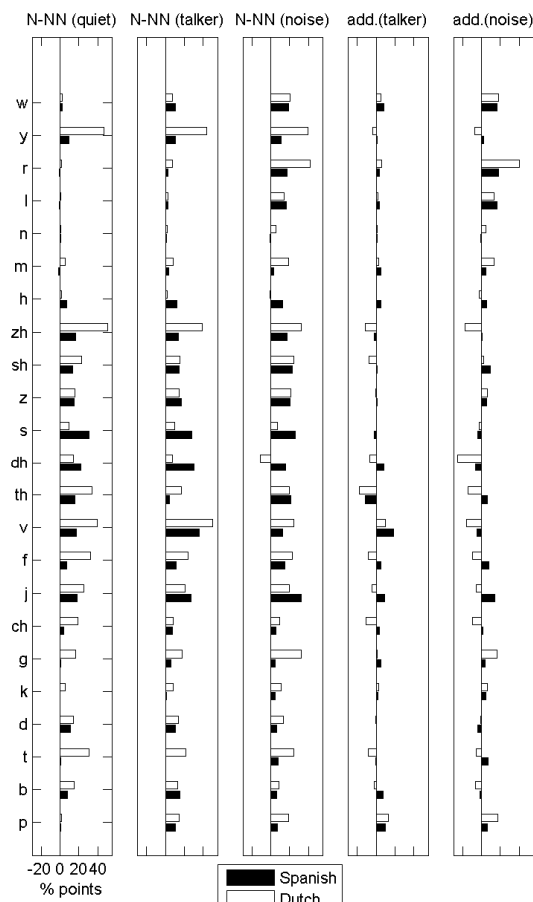 N-NN (quiet) N-NN (talker) N-NN (noise) add.(talker) add.(noise)
w
y
r
l
n
m
h
zh
sh
z
s
dh
th
v
f
j
ch
g
k
d
t
b
p
-20 0 20 40
% points
Spanish
Dutch